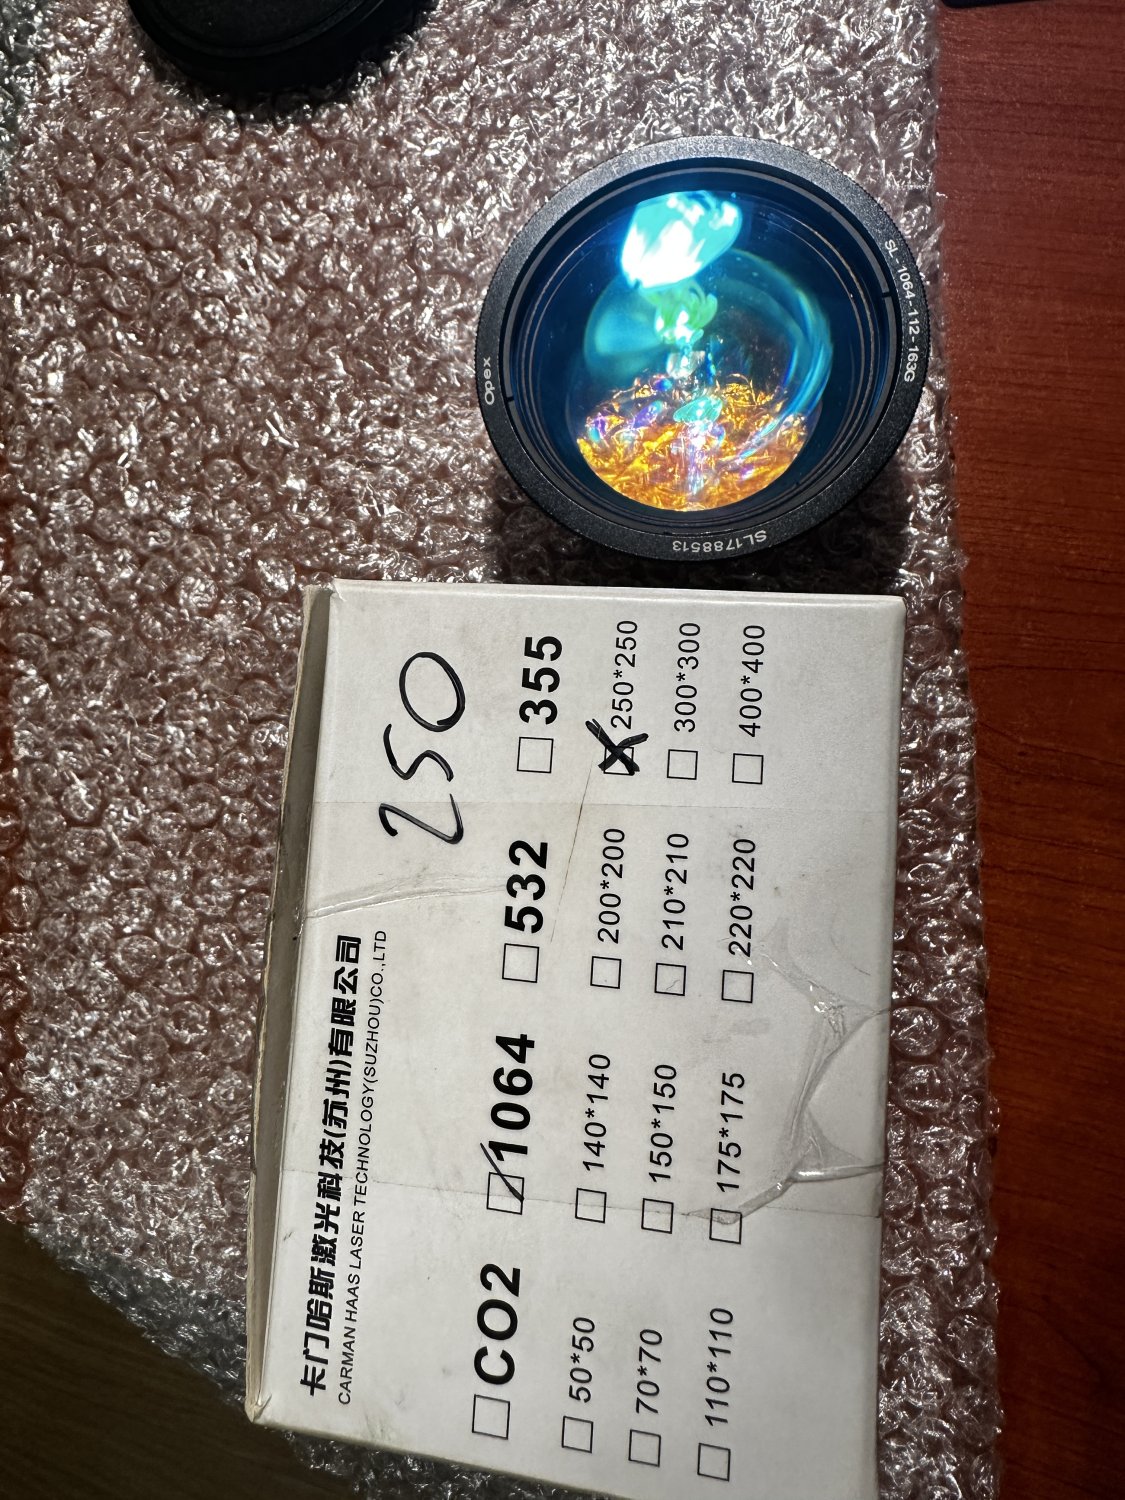 Opex
SL-1064-112-163G
SL1788513
卡门哈斯激光科技(苏州)有限公司
CARMAN HAAS LASER TECHNOLOGY(SUZHOU)CO.,LTD
250
CO2 1064 532 355
50*50 140*140 200*200 250*250
70*70 150*150 210*210 300*300
110*110 175*175 220*220 400*400